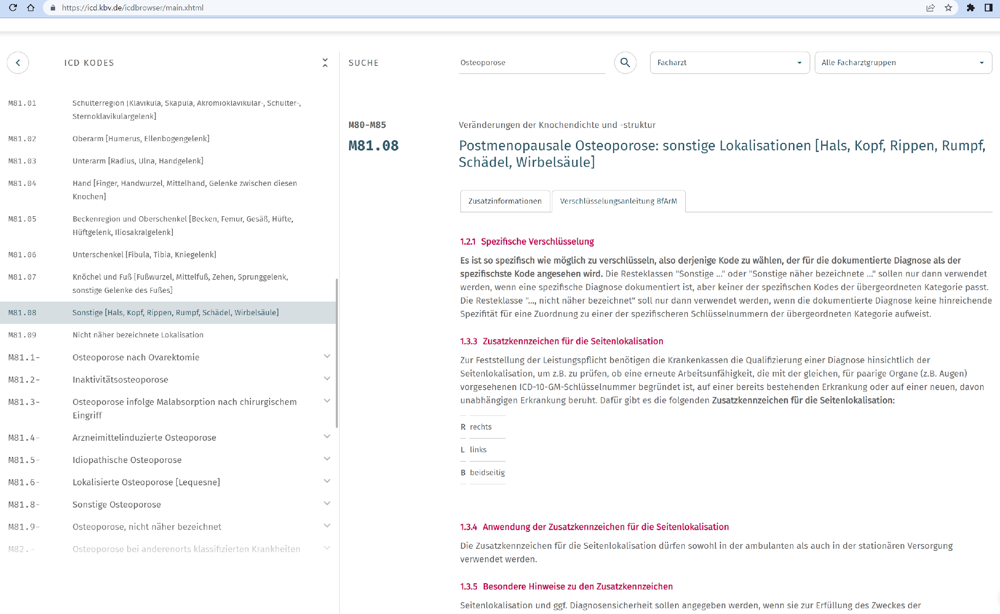 https://icd.kbv.de/icdbrowser/main.xhtml
ICD KODES
M81.01 Schulterregion [Klavikula, Skapula, Akromioklavikular-, Schulter-,
Sternoklavikulargelenk]
M81.02 Oberarm [Humerus, Ellenbogengelenk]
M81.03 Unterarm [Radius, Ulna, Handgelenk]
M81.04 Hand [Finger, Handwurzel, Mittelhand, Gelenke zwischen diesen
Knochen]
M81.05 Beckenregion und Oberschenkel [Becken, Femur, Gesäß, Hüfte,
Hüftgelenk, Iliosakralgelenk]
M81.06 Unterschenkel [Fibula, Tibia, Kniegelenk]
M81.07 Knöchel und Fuß [Fußwurzel, Mittelfuß, Zehen, Sprunggelenk,
sonstige Gelenke des Fußes]
M81.08 Sonstige [Hals, Kopf, Rippen, Rumpf, Schädel, Wirbelsäule]
M81.09 Nicht näher bezeichnete Lokalisation
M81.1- Osteoporose nach Ovarektomie
M81.2- Inaktivitätsosteoporose
M81.3- Osteoporose infolge Malabsorption nach chirurgischem
Eingriff
M81.4- Arzneimittelinduzierte Osteoporose
M81.5- Idiopathische Osteoporose
M81.6- Lokalisierte Osteoporose [Lequesne]
M81.8- Sonstige Osteoporose
M81.9- Osteoporose, nicht näher bezeichnet
M82.- Osteoporose bei anderenorts klassifizierten Krankheiten
SUCHE Osteoporose Facharzt Alle Facharztgruppen
M80-M85 Veränderungen der Knochendichte und -struktur
M81.08 Postmenopausale Osteoporose: sonstige Lokalisationen [Hals, Kopf, Rippen, Rumpf,
Schädel, Wirbelsäule]
Zusatzinformationen Verschlüsselungsanleitung BfArM
1.2.1 Spezifische Verschlüsselung
Es ist so spezifisch wie möglich zu verschlüsseln, also derjenige Kode zu wählen, der für die dokumentierte Diagnose als der
spezifischste Kode angesehen wird. Die Resteklassen "Sonstige ..." oder "Sonstige näher bezeichnete ..." sollen nur dann verwendet
werden, wenn eine spezifische Diagnose dokumentiert ist, aber keiner der spezifischen Kodes der übergeordneten Kategorie passt.
Die Resteklasse "..., nicht näher bezeichnet" soll nur dann verwendet werden, wenn die dokumentierte Diagnose keine hinreichende
Spezifität für eine Zuordnung zu einer der spezifischeren Schlüsselnummern der übergeordneten Kategorie aufweist.
1.3.3 Zusatzkennzeichen für die Seitenlokalisation
Zur Feststellung der Leistungspflicht benötigen die Krankenkassen die Qualifizierung einer Diagnose hinsichtlich der
Seitenlokalisation, um z.B. zu prüfen, ob eine erneute Arbeitsunfähigkeit, die mit der gleichen, für paarige Organe (z.B. Augen)
vorgesehenen ICD-10-GM-Schlüsselnummer begründet ist, auf einer bereits bestehenden Erkrankung oder auf einer neuen, davon
unabhängigen Erkrankung beruht. Dafür gibt es die folgenden Zusatzkennzeichen für die Seitenlokalisation:
R rechts
L links
B beidseitig
1.3.4 Anwendung der Zusatzkennzeichen für die Seitenlokalisation
Die Zusatzkennzeichen für die Seitenlokalisation dürfen sowohl in der ambulanten als auch in der stationären Versorgung
verwendet werden.
1.3.5 Besondere Hinweise zu den Zusatzkennzeichen
Seitenlokalisation und ggf. Diagnosensicherheit sollen angegeben werden, wenn sie zur Erfüllung des Zweckes der